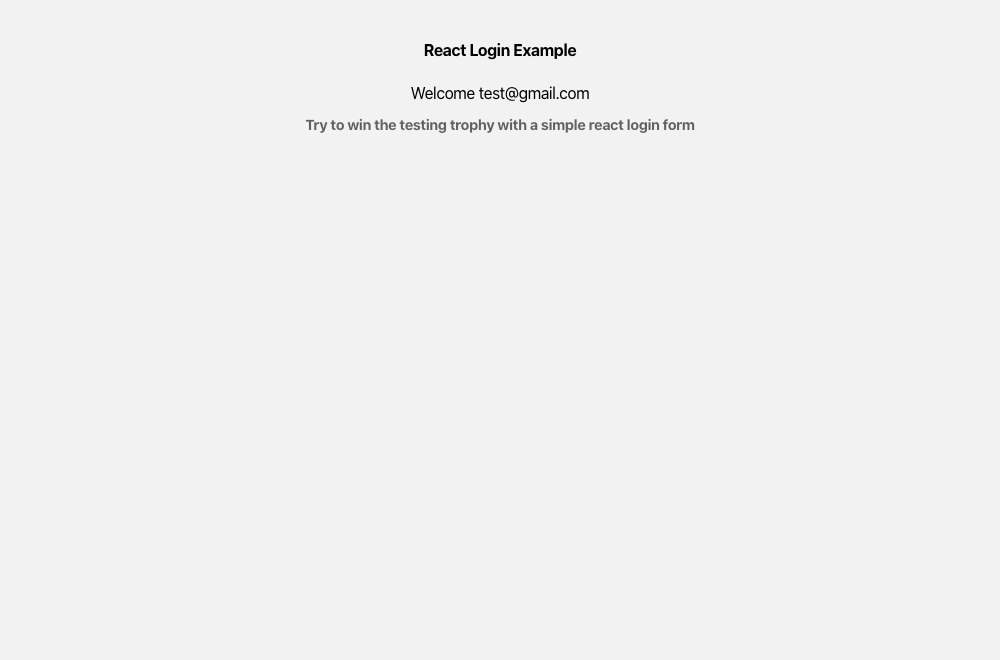 React Login Example
Welcome test@gmail.com
Try to win the testing trophy with a simple react login form